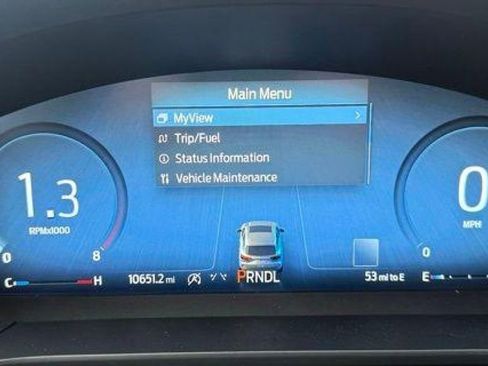 Main Menu
MyView
Trip/Fuel
Status Information
Vehicle Maintenance
1.3
RPMx1000
0 8
0
MPH
0
C H
10651.2 mi
PRNDL
53 mi to E
E